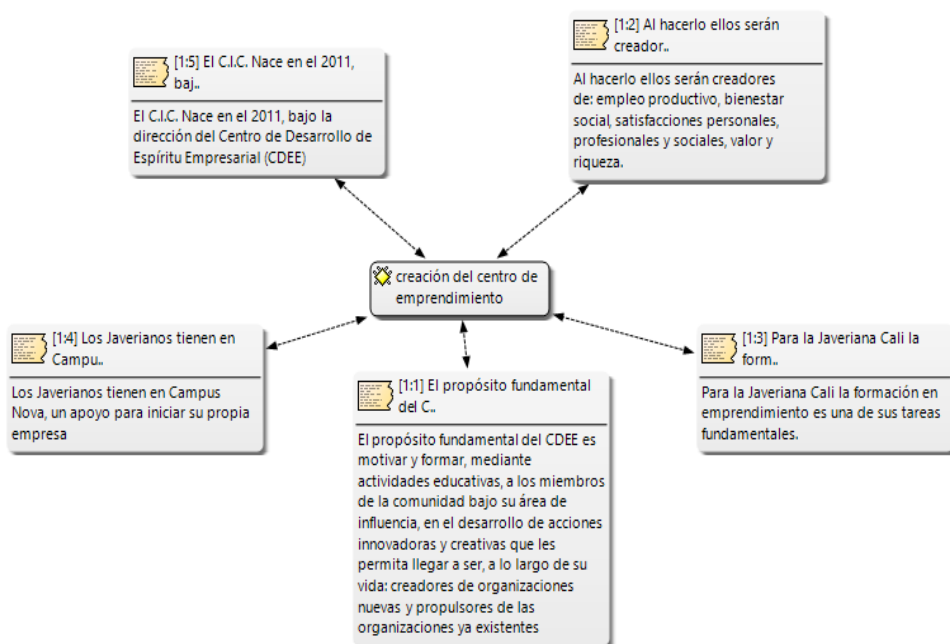 [1:5] El C.I.C. Nace en el 2011,
baj..
El C.I.C. Nace en el 2011, bajo la
dirección del Centro de Desarrollo de
Espíritu Empresarial (CDEE)
[1:2] Al hacerlo ellos serán
creador..
Al hacerlo ellos serán creadores
de: empleo productivo, bienestar
social, satisfacciones personales,
profesionales y sociales, valor y
riqueza.
creación del centro de
emprendimiento
[1:4] Los Javerianos tienen en
Campu..
Los Javerianos tienen en Campus
Nova, un apoyo para iniciar su propia
empresa
[1:1] El propósito fundamental
del C..
El propósito fundamental del CDEE es
motivar y formar, mediante
actividades educativas, a los miembros
de la comunidad bajo su área de
influencia, en el desarrollo de acciones
innovadoras y creativas que les
permita llegar a ser, a lo largo de su
vida: creadores de organizaciones
nuevas y propulsores de las
organizaciones ya existentes
[1:3] Para la Javeriana Cali la
form..
Para la Javeriana Cali la formación en
emprendimiento es una de sus tareas
fundamentales.